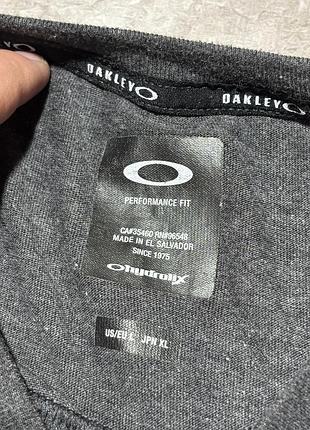 OAKLEY
OAKLEY
PERFORMANCE FIT
CA#35460 RN#96548
MADE IN EL SALVADOR
SINCE 1975
hydrolix
US/EU L JPN XL